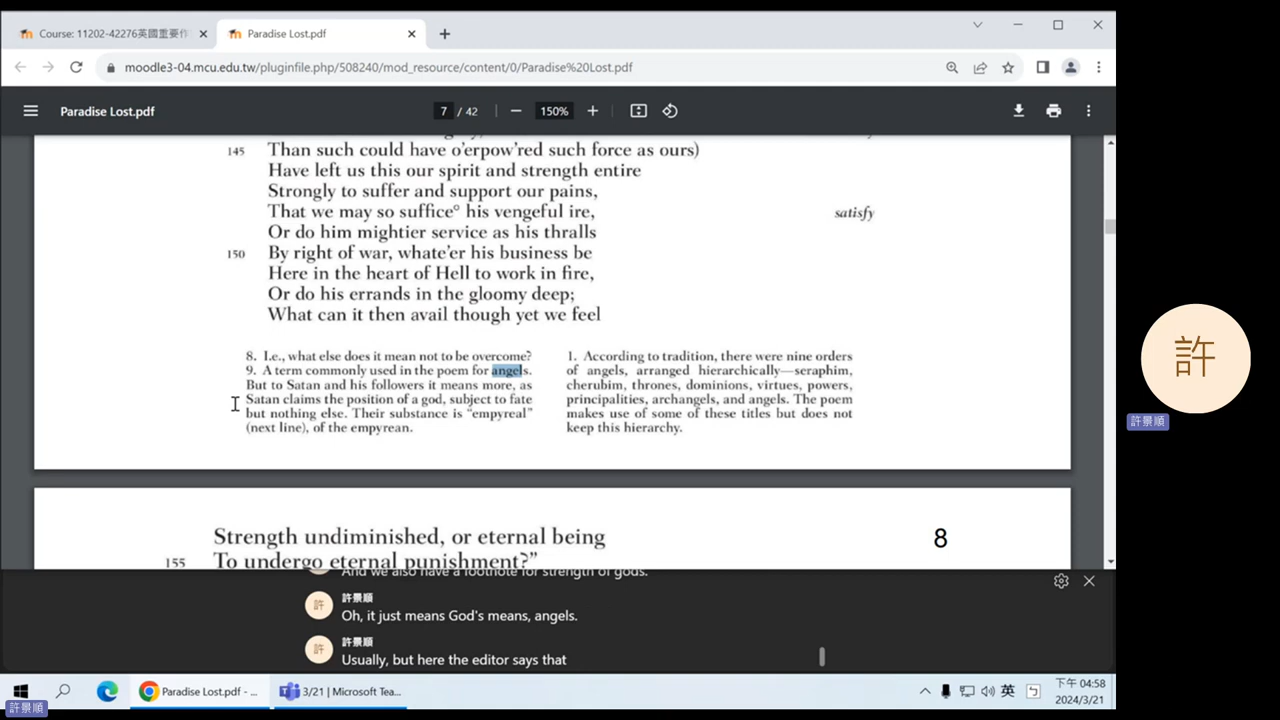 Course: 11202-42276英國重要作
Paradise Lost.pdf
moodle3-04.mcu.edu.tw/pluginfile.php/508240/mod_resource/content/0/Paradise%20Lost.pdf
Paradise Lost.pdf
7 / 42
150%
145 Than such could have o'erpow'red such force as ours)
Have left us this our spirit and strength entire
Strongly to suffer and support our pains,
That we may so suffice° his vengeful ire, satisfy
Or do him mightier service as his thralls
150 By right of war, whate'er his business be
Here in the heart of Hell to work in fire,
Or do his errands in the gloomy deep;
What can it then avail though yet we feel
8. I.e., what else does it mean not to be overcome?
9. A term commonly used in the poem for angels.
But to Satan and his followers it means more, as
Satan claims the position of a god, subject to fate
but nothing else. Their substance is “empyreal”
(next line), of the empyrean.
1. According to tradition, there were nine orders
of angels, arranged hierarchically—seraphim,
cherubim, thrones, dominions, virtues, powers,
principalities, archangels, and angels. The poem
makes use of some of these titles but does not
keep this hierarchy.
Strength undiminished, or eternal being
8
155 To undergo eternal punishment?”
And we also have a footnote for strength of gods.
許 許景順
Oh, it just means God's means, angels.
許 許景順
Usually, but here the editor says that
許
許景順
Paradise Lost.pdf - ...
3/21 | Microsoft Tea...
英
下午 04:58
2024/3/21
許景順